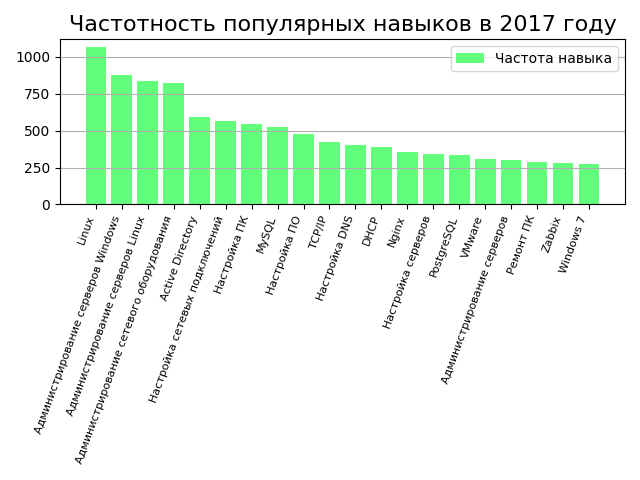 Частотность популярных навыков в 2017 году
Частота навыка
1000
750
500
250
0
Linux
Администрирование серверов Windows
Администрирование серверов Linux
Администрирование сетевого оборудования
Active Directory
Настройка сетевых подключений
Настройка ПК
MySQL
Настройка ПО
TCP/IP
Настройка DNS
DHCP
Nginx
Настройка серверов
PostgreSQL
VMware
Администрирование серверов
Ремонт ПК
Zabbix
Windows 7